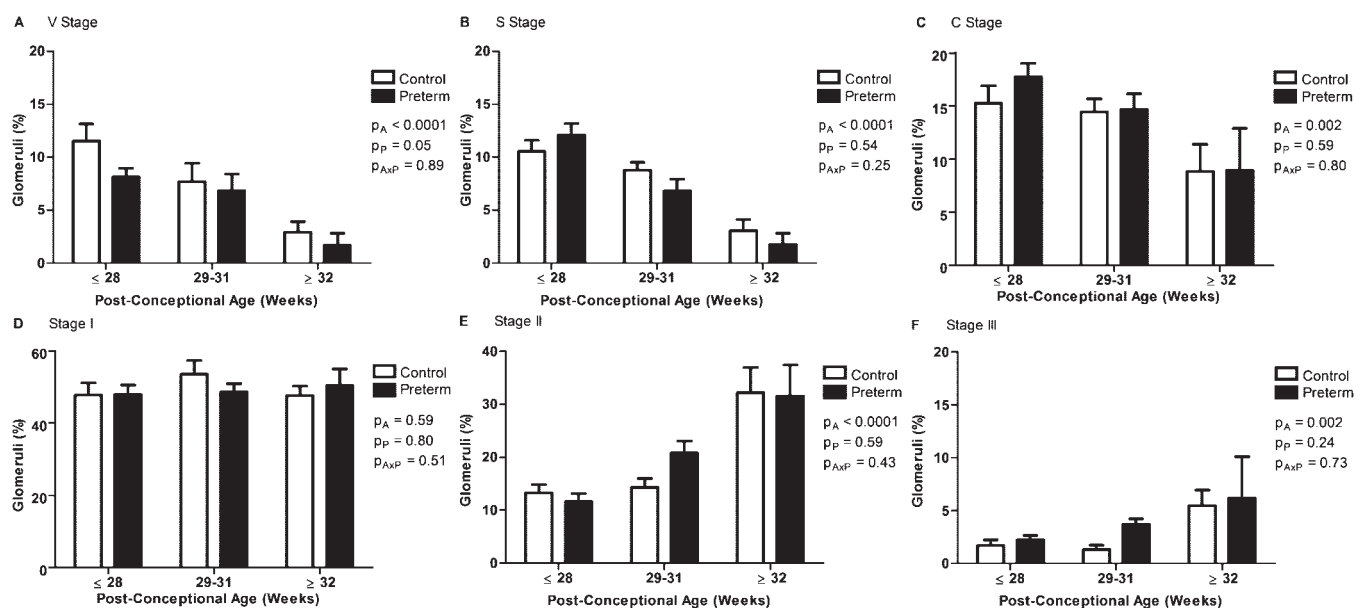 A V Stage
20
15
10
5
0
Glomeruli (%)
Control
Preterm
pA < 0.0001
pP = 0.05
pAxP = 0.89
≤ 28 29-31 ≥ 32
Post-Conceptional Age (Weeks)
B S Stage
20
15
10
5
0
Glomeruli (%)
Control
Preterm
pA < 0.0001
pP = 0.54
pAxP = 0.25
≤ 28 29-31 ≥ 32
Post-Conceptional Age (Weeks)
C C Stage
20
15
10
5
0
Glomeruli (%)
Control
Preterm
pA = 0.002
pP = 0.59
pAxP = 0.80
≤ 28 29-31 ≥ 32
Post-Conceptional Age (Weeks)
D Stage I
60
40
20
0
Glomeruli (%)
Control
Preterm
pA = 0.59
pP = 0.80
pAxP = 0.51
≤ 28 29-31 ≥ 32
Post-Conceptional Age (Weeks)
E Stage II
40
30
20
10
0
Glomeruli (%)
Control
Preterm
pA < 0.0001
pP = 0.59
pAxP = 0.43
≤ 28 29-31 ≥ 32
Post-Conceptional Age (Weeks)
F Stage III
20
15
10
5
0
Glomeruli (%)
Control
Preterm
pA = 0.002
pP = 0.24
pAxP = 0.73
≤ 28 29-31 ≥ 32
Post-Conceptional Age (Weeks)